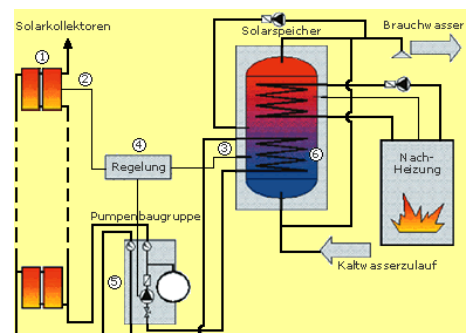 Solarkollektoren
Solarspeicher
Brauchwasser
①
②
④
Regelung
③
⑥
Nach-
Heizung
Pumpenbaugruppe
⑤
Kaltwasserzulauf